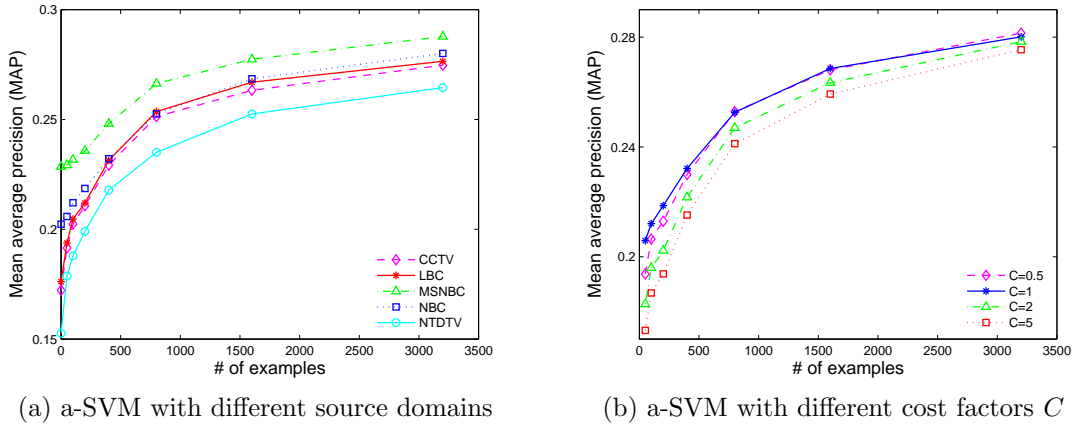 0.3
0.25
0.2
0.15
0 500 1000 1500 2000 2500 3000 3500
# of examples
Mean average precision (MAP)
CCTV
LBC
MSNBC
NBC
NTDTV
(a) a-SVM with different source domains
0.28
0.24
0.2
0 500 1000 1500 2000 2500 3000 3500
# of examples
Mean average precision (MAP)
C=0.5
C=1
C=2
C=5
(b) a-SVM with different cost factors C